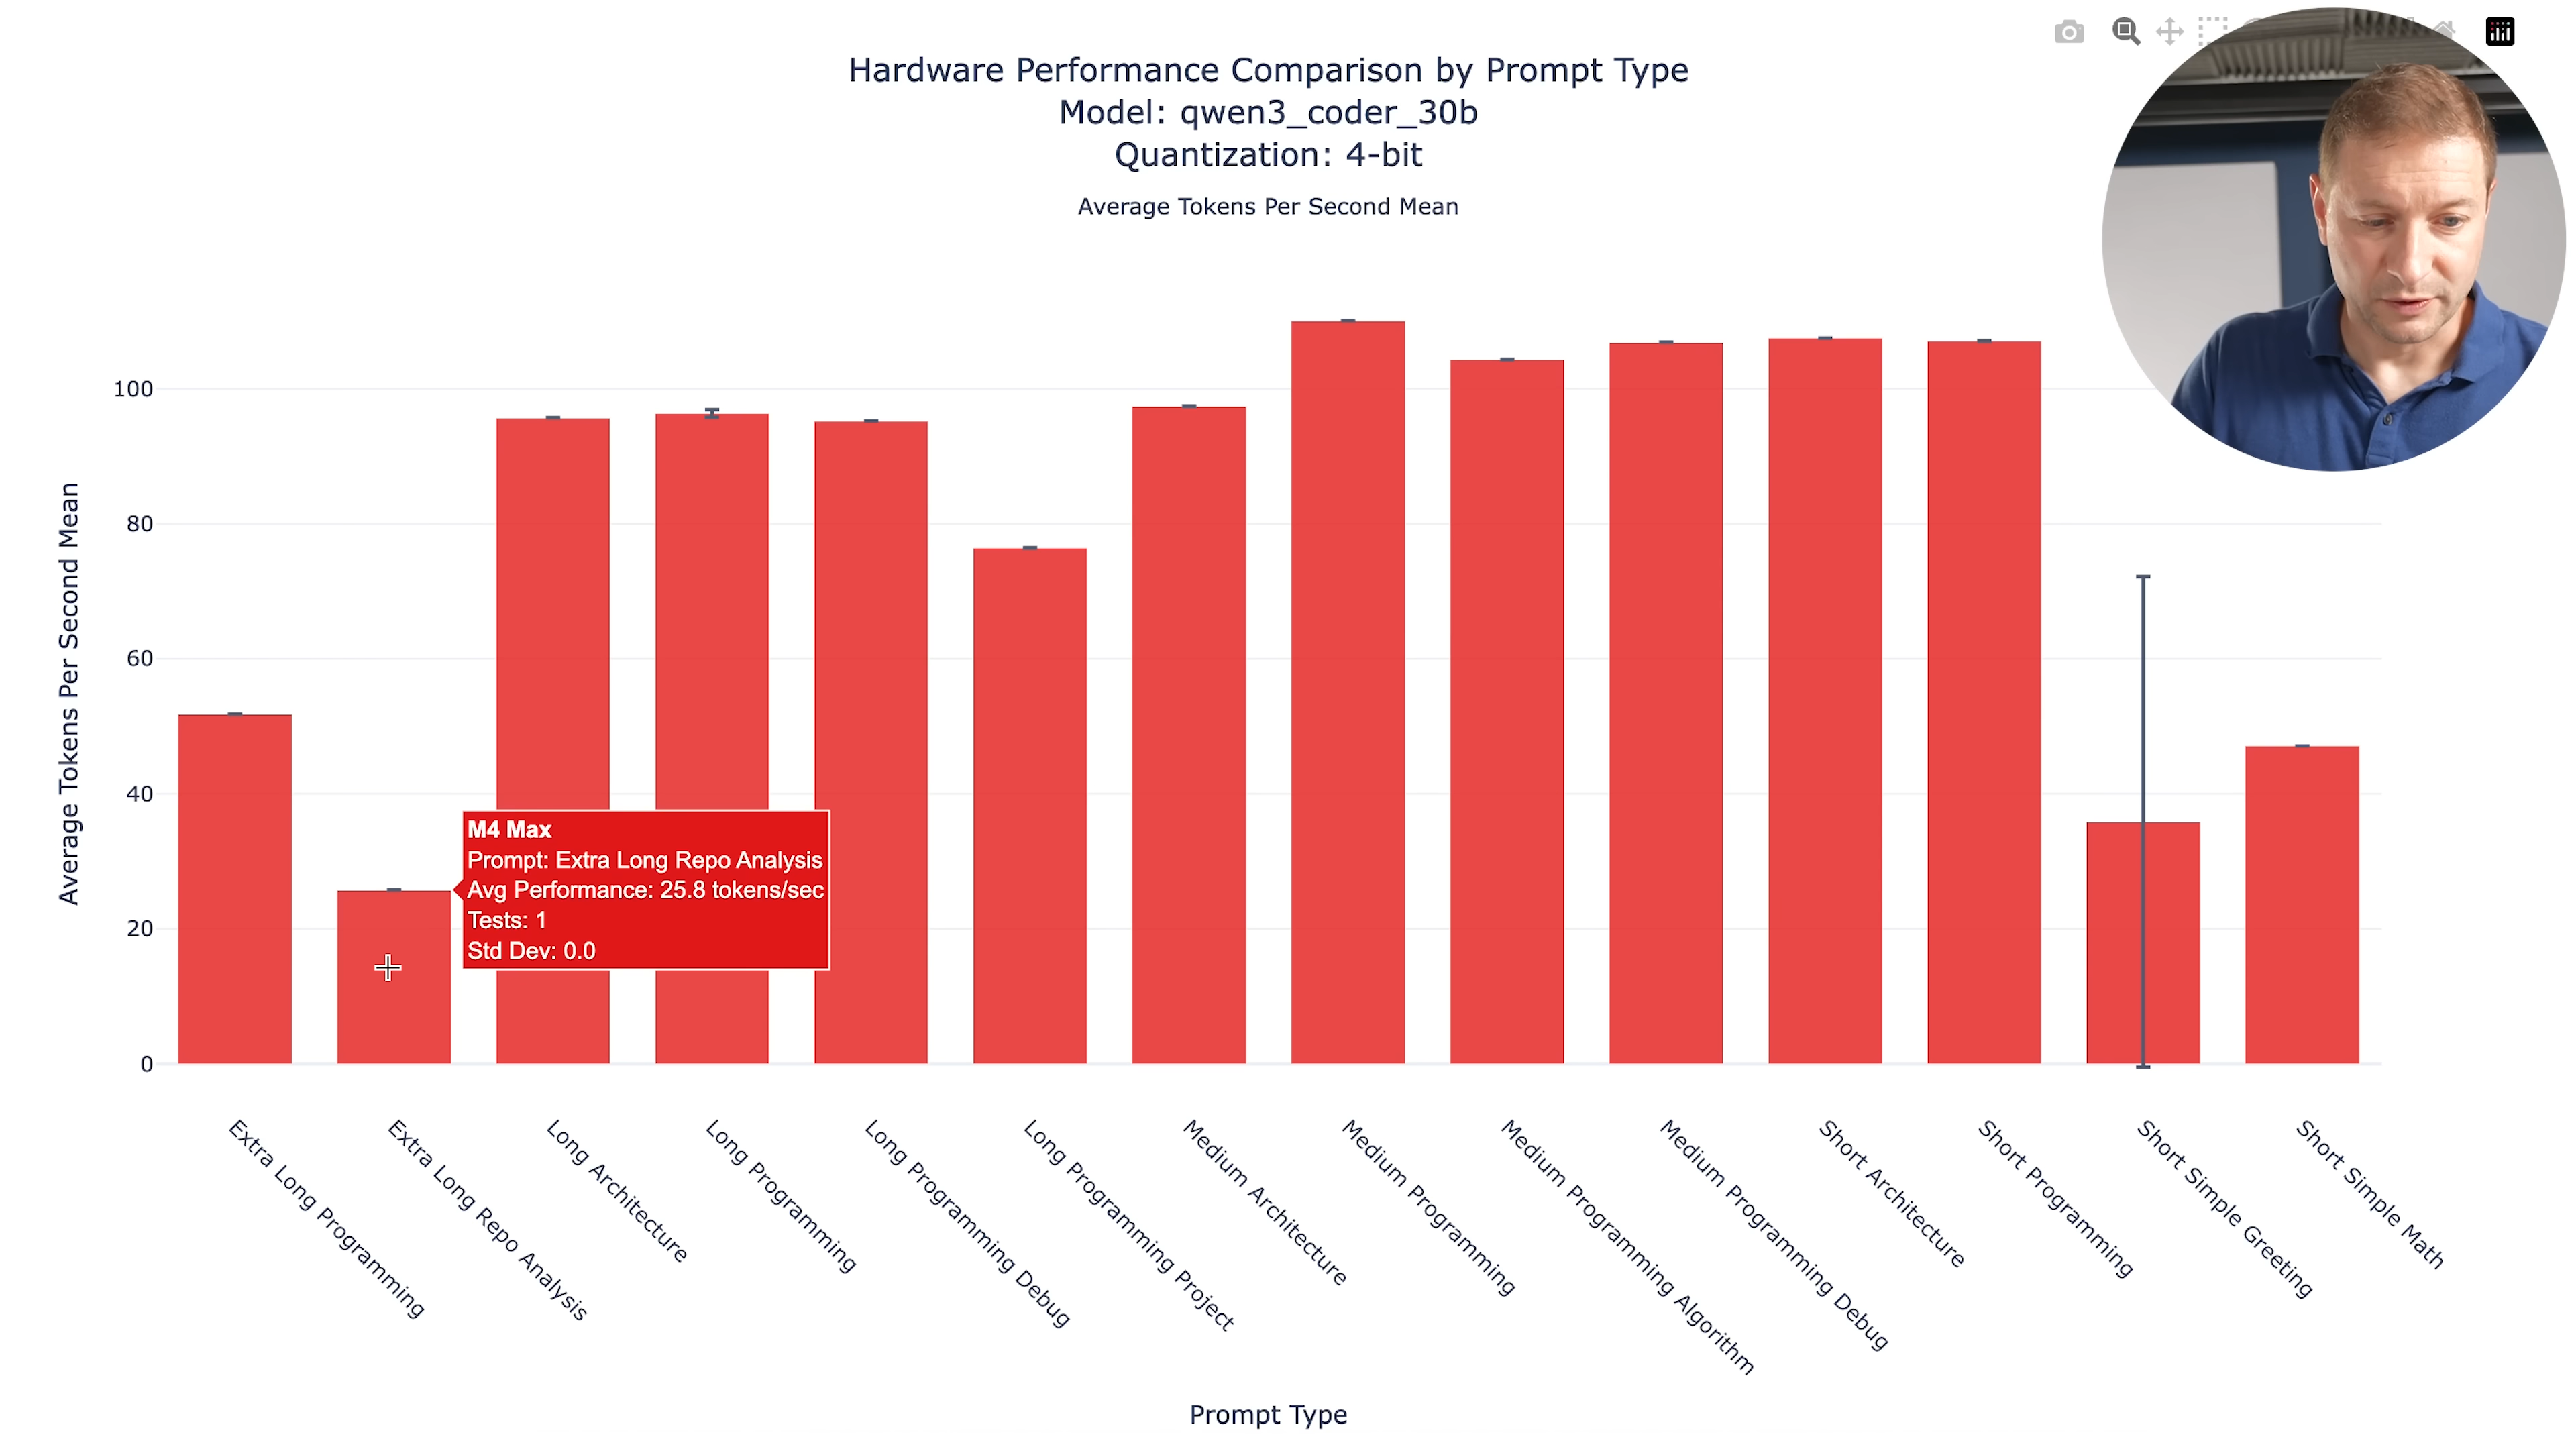 Hardware Performance Comparison by Prompt Type
Model: qwen3_coder_30b
Quantization: 4-bit
Average Tokens Per Second Mean
Average Tokens Per Second Mean
100
80
60
40
20
0
M4 Max
Prompt: Extra Long Repo Analysis
Avg Performance: 25.8 tokens/sec
Tests: 1
Std Dev: 0.0
Extra Long Programming
Extra Long Repo Analysis
Long Architecture
Long Programming
Long Programming Debug
Long Programming Project
Medium Architecture
Medium Programming
Medium Programming Algorithm
Medium Programming Debug
Short Architecture
Short Programming
Short Simple Greeting
Short Simple Math
Prompt Type